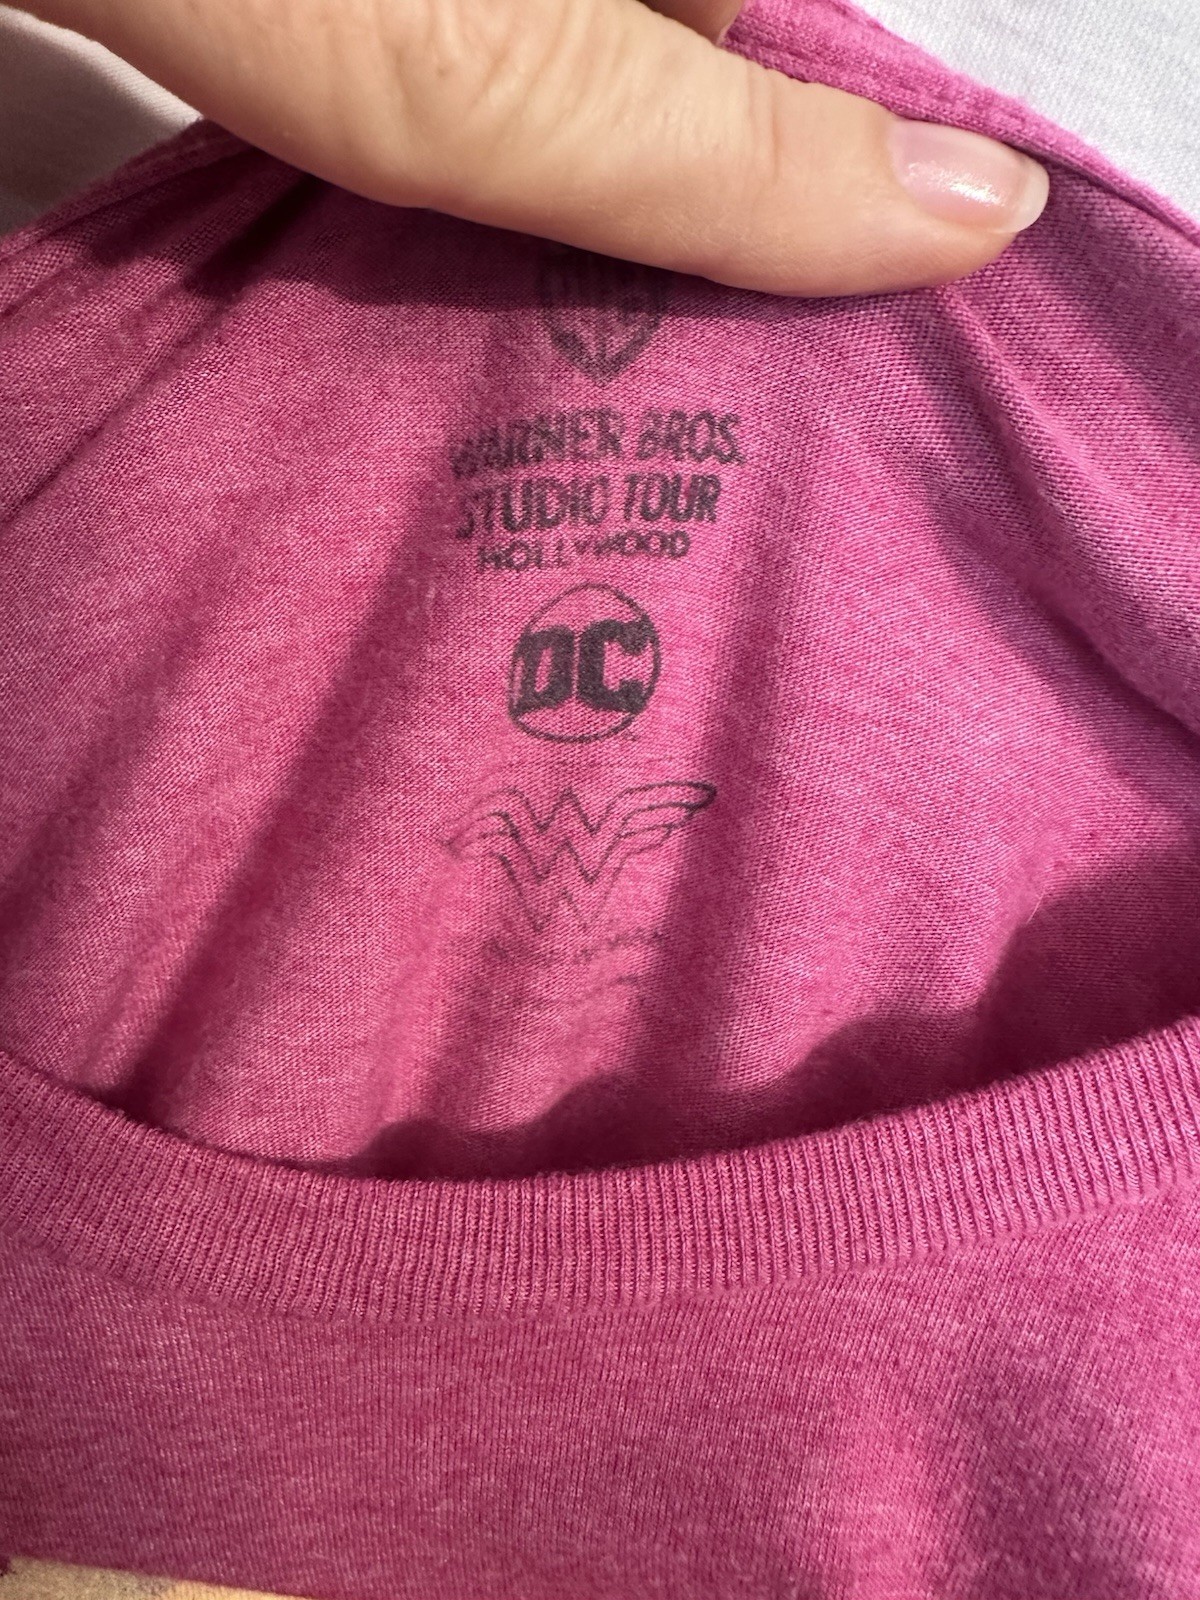 WARNER BROS.
STUDIO TOUR
HOLLYWOOD
DC
W